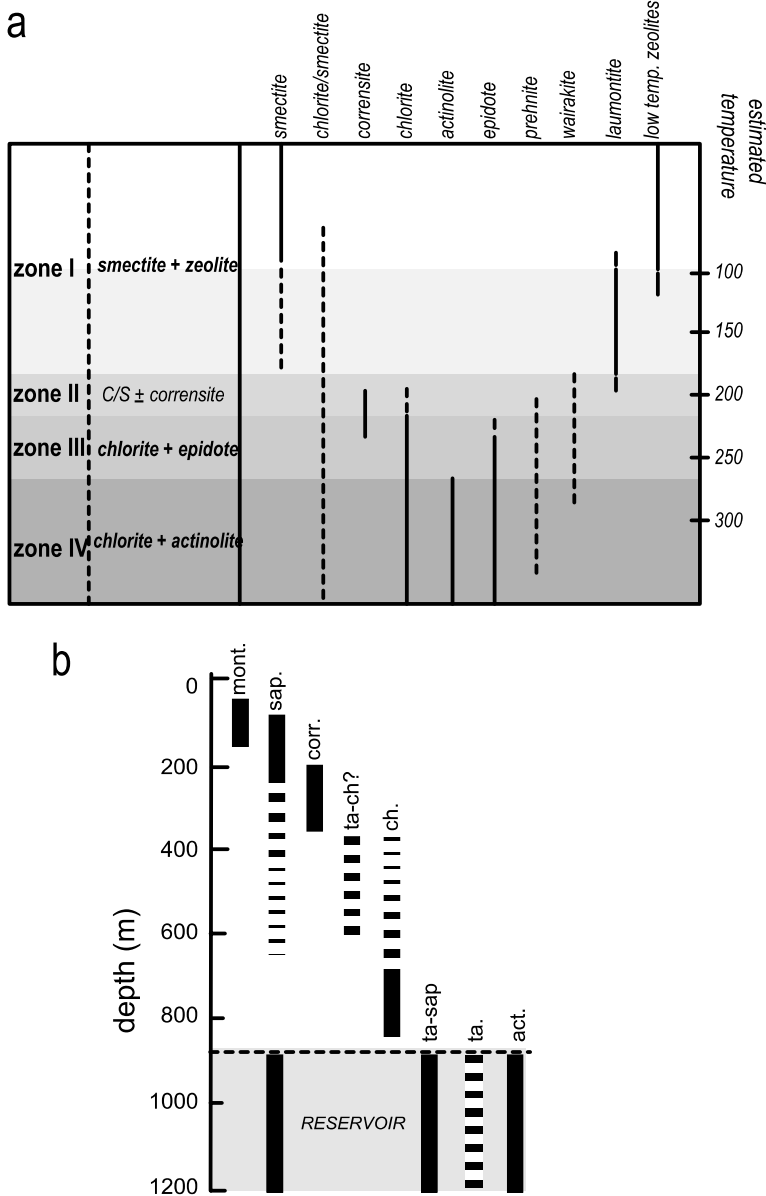 a
smectite
chlorite/smectite
corrensite
chlorite
actinolite
epidote
prehnite
wairakite
laumontite
low temp. zeolites
estimated
temperature
zone I smectite + zeolite
100
150
zone II C/S ± corrensite
200
zone III chlorite + epidote
250
300
zone IV chlorite + actinolite
b
mont.
sap.
corr.
ta-ch?
ch.
ta-sap
ta.
act.
depth (m)
0
200
400
600
800
1000
1200
RESERVOIR